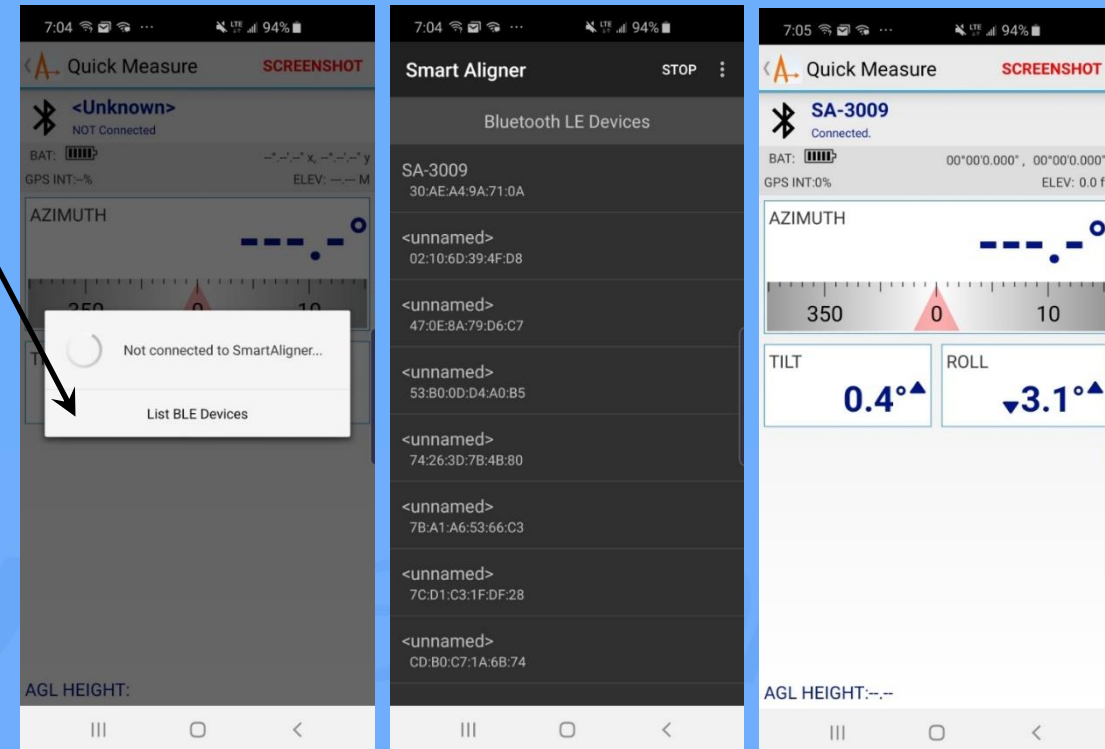 7:04 ... LTE 94%
Quick Measure SCREENSHOT
<Unknown>
NOT Connected
BAT: --°.--'.--" x, --°.--'.--" y
GPS INT:--% ELEV: ---.-- M
AZIMUTH
---.-°
350 0 10
Not connected to SmartAligner...
List BLE Devices
AGL HEIGHT:
7:04 ... LTE 94%
Smart Aligner STOP
Bluetooth LE Devices
SA-3009
30:AE:A4:9A:71:0A
<unnamed>
02:10:6D:39:4F:D8
<unnamed>
47:0E:8A:79:D6:C7
<unnamed>
53:B0:0D:D4:A0:B5
<unnamed>
74:26:3D:7B:4B:80
<unnamed>
7B:A1:A6:53:66:C3
<unnamed>
7C:D1:C3:1F:DF:28
<unnamed>
CD:B0:C7:1A:6B:74
7:05 ... LTE 94%
Quick Measure SCREENSHOT
SA-3009
Connected.
BAT: 00°00'0.000", 00°00'0.000"
GPS INT:0% ELEV: 0.0 f
AZIMUTH
---.-°
350 0 10
TILT ROLL
0.4° 3.1°
AGL HEIGHT:--.--